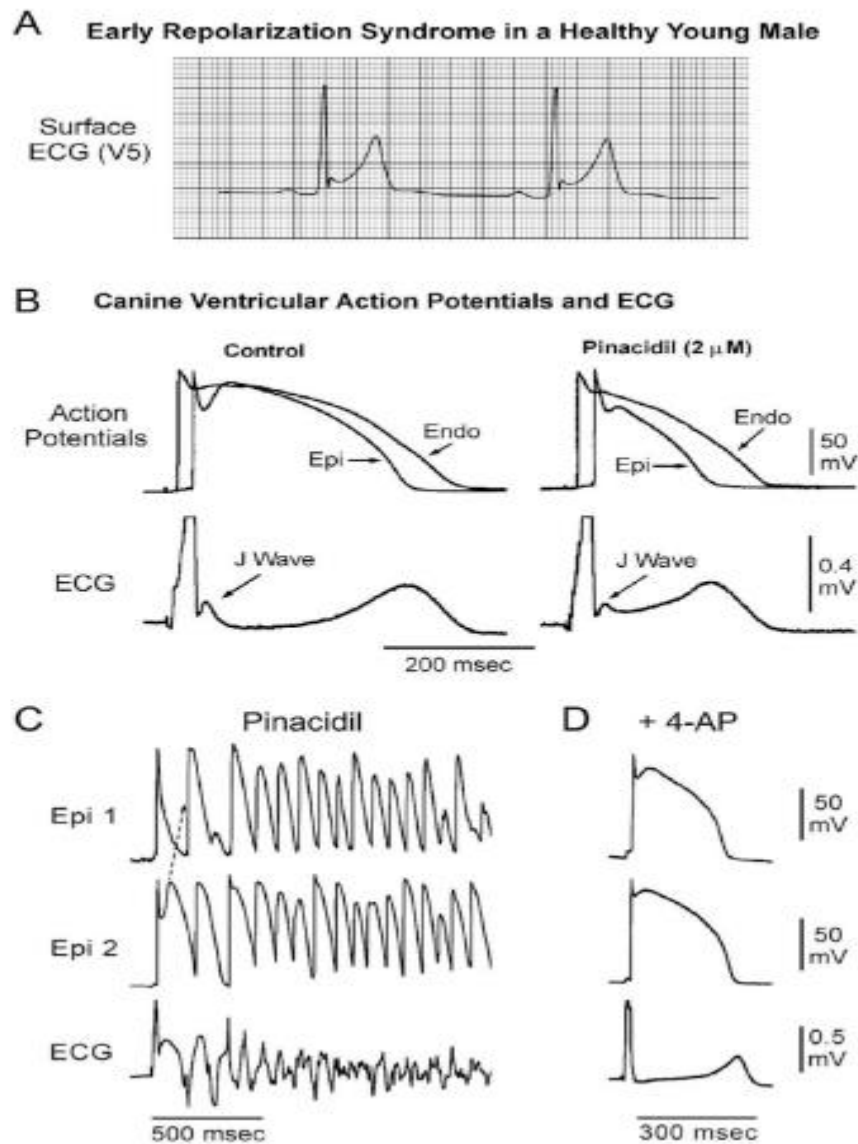 A
Early Repolarization Syndrome in a Healthy Young Male
Surface
ECG (V5)
B
Canine Ventricular Action Potentials and ECG
Control
Pinacidil (2 μM)
Action
Potentials
Epi
Endo
Epi
Endo
50
mV
ECG
J Wave
J Wave
0.4
mV
200 msec
C
Pinacidil
D
+ 4-AP
Epi 1
50
mV
Epi 2
50
mV
ECG
0.5
mV
500 msec
300 msec